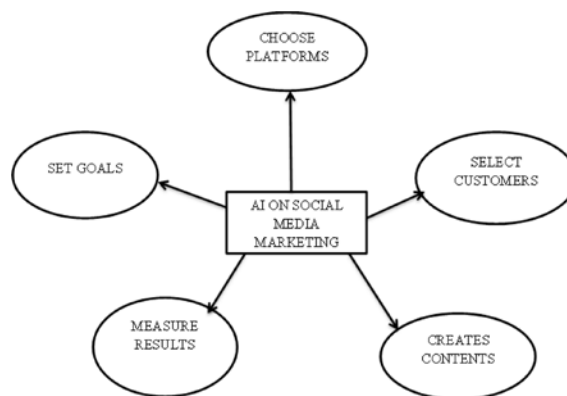 CHOOSE
PLATFORMS
SET GOALS
SELECT
CUSTOMERS
AI ON SOCIAL
MEDIA
MARKETING
MEASURE
RESULTS
CREATES
CONTENTS